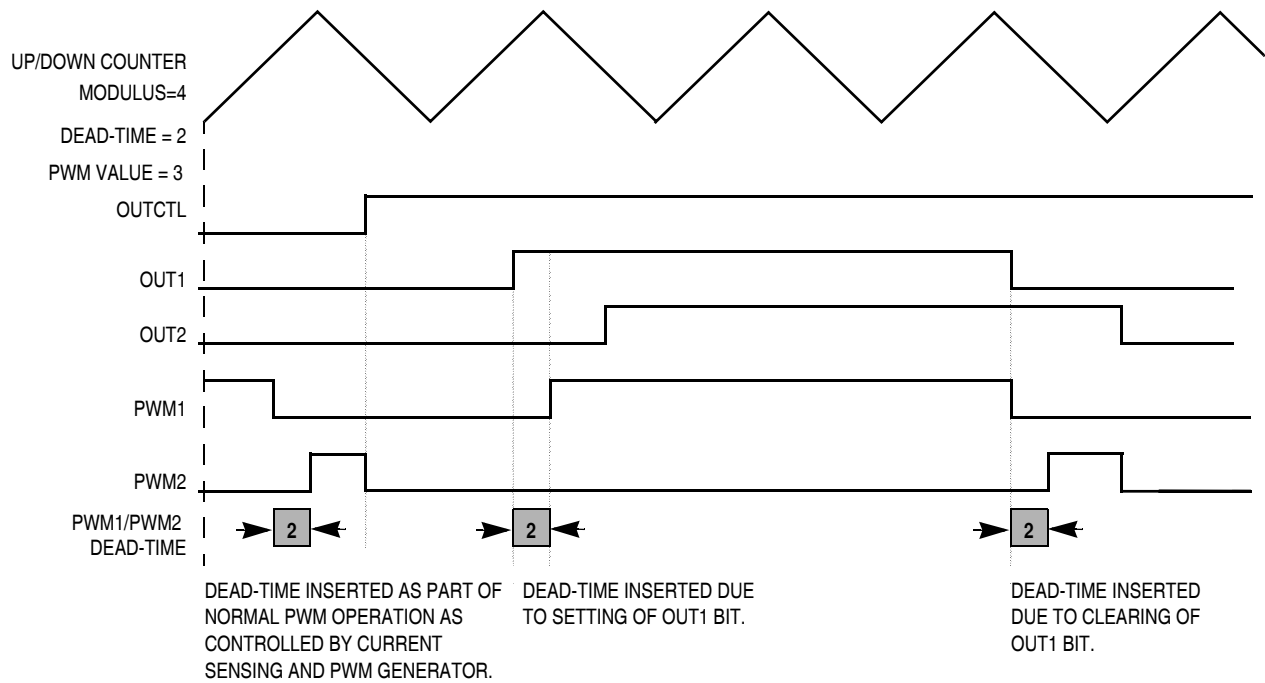 UP/DOWN COUNTER
MODULUS=4
DEAD-TIME = 2
PWM VALUE = 3
OUTCTL
OUT1
OUT2
PWM1
PWM2
PWM1/PWM2
DEAD-TIME
2
2
2
DEAD-TIME INSERTED AS PART OF
NORMAL PWM OPERATION AS
CONTROLLED BY CURRENT
SENSING AND PWM GENERATOR.
DEAD-TIME INSERTED DUE
TO SETTING OF OUT1 BIT.
DEAD-TIME INSERTED
DUE TO CLEARING OF
OUT1 BIT.